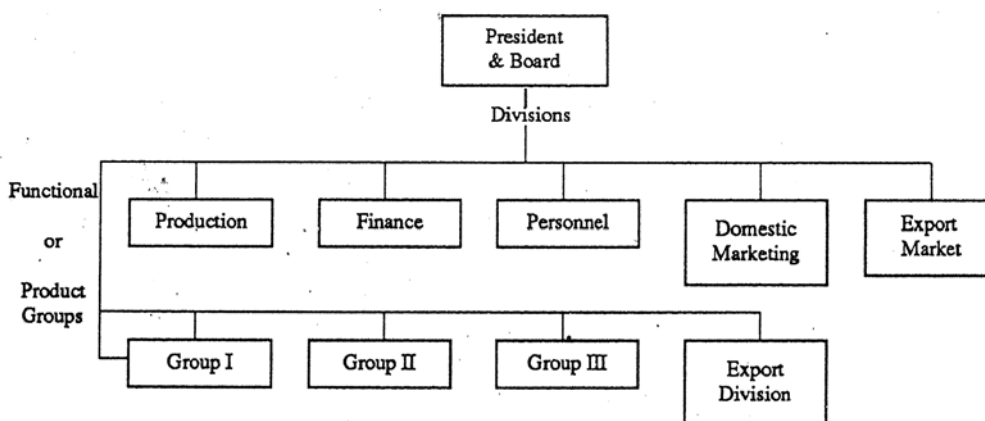 President
& Board
Divisions
Functional
or
Product
Groups
Production
Finance
Personnel
Domestic
Marketing
Export
Market
Group I
Group II
Group III
Export
Division